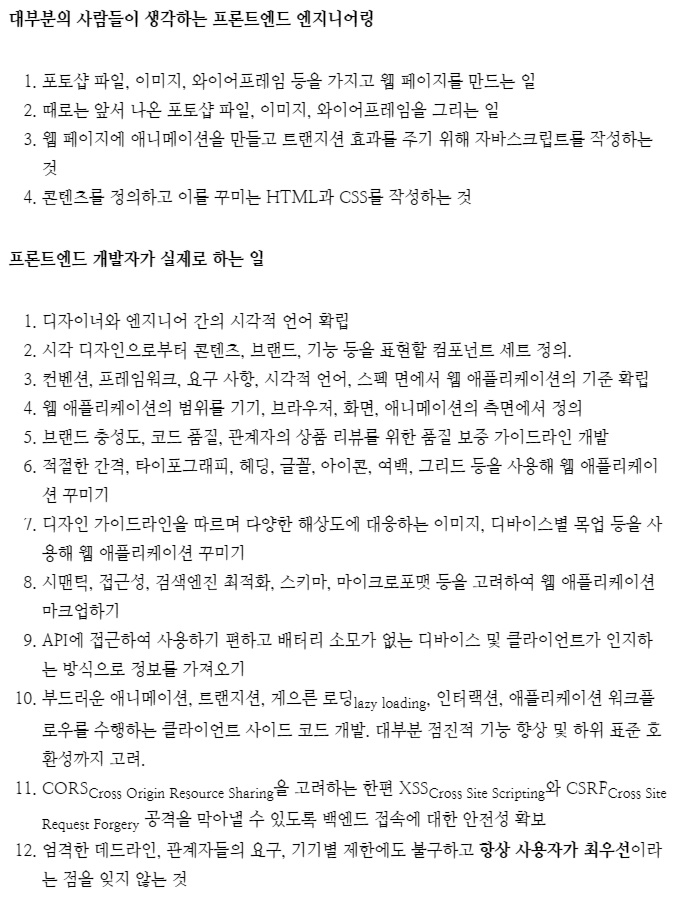 대부분의 사람들이 생각하는 프론트엔드 엔지니어링
1. 포토샵 파일, 이미지, 와이어프레임 등을 가지고 웹 페이지를 만드는 일
2. 때로는 앞서 나온 포토샵 파일, 이미지, 와이어프레임을 그리는 일
3. 웹 페이지에 애니메이션을 만들고 트랜지션 효과를 주기 위해 자바스크립트를 작성하는
것
4. 콘텐츠를 정의하고 이를 꾸미는 HTML과 CSS를 작성하는 것
프론트엔드 개발자가 실제로 하는 일
1. 디자이너와 엔지니어 간의 시각적 언어 확립
2. 시각 디자인으로부터 콘텐츠, 브랜드, 기능 등을 표현할 컴포넌트 세트 정의.
3. 컨벤션, 프레임워크, 요구 사항, 시각적 언어, 스펙 면에서 웹 애플리케이션의 기준 확립
4. 웹 애플리케이션의 범위를 기기, 브라우저, 화면, 애니메이션의 측면에서 정의
5. 브랜드 충성도, 코드 품질, 관계자의 상품 리뷰를 위한 품질 보증 가이드라인 개발
6. 적절한 간격, 타이포그래피, 헤딩, 글꼴, 아이콘, 여백, 그리드 등을 사용해 웹 애플리케이
션 꾸미기
7. 디자인 가이드라인을 따르며 다양한 해상도에 대응하는 이미지, 디바이스별 목업 등을 사
용해 웹 애플리케이션 꾸미기
8. 시맨틱, 접근성, 검색엔진 최적화, 스키마, 마이크로포맷 등을 고려하여 웹 애플리케이션
마크업하기
9. API에 접근하여 사용하기 편하고 배터리 소모가 없는 디바이스 및 클라이언트가 인지하
는 방식으로 정보를 가져오기
10. 부드러운 애니메이션, 트랜지션, 게으른 로딩lazy loading, 인터랙션, 애플리케이션 워크플
로우를 수행하는 클라이언트 사이드 코드 개발. 대부분 점진적 기능 향상 및 하위 표준 호
환성까지 고려.
11. CORSCross Origin Resource Sharing을 고려하는 한편 XSSCross Site Scripting와 CSRFCross Site
Request Forgery 공격을 막아낼 수 있도록 백엔드 접속에 대한 안전성 확보
12. 엄격한 데드라인, 관계자들의 요구, 기기별 제한에도 불구하고 항상 사용자가 최우선이라
는 점을 잊지 않는 것